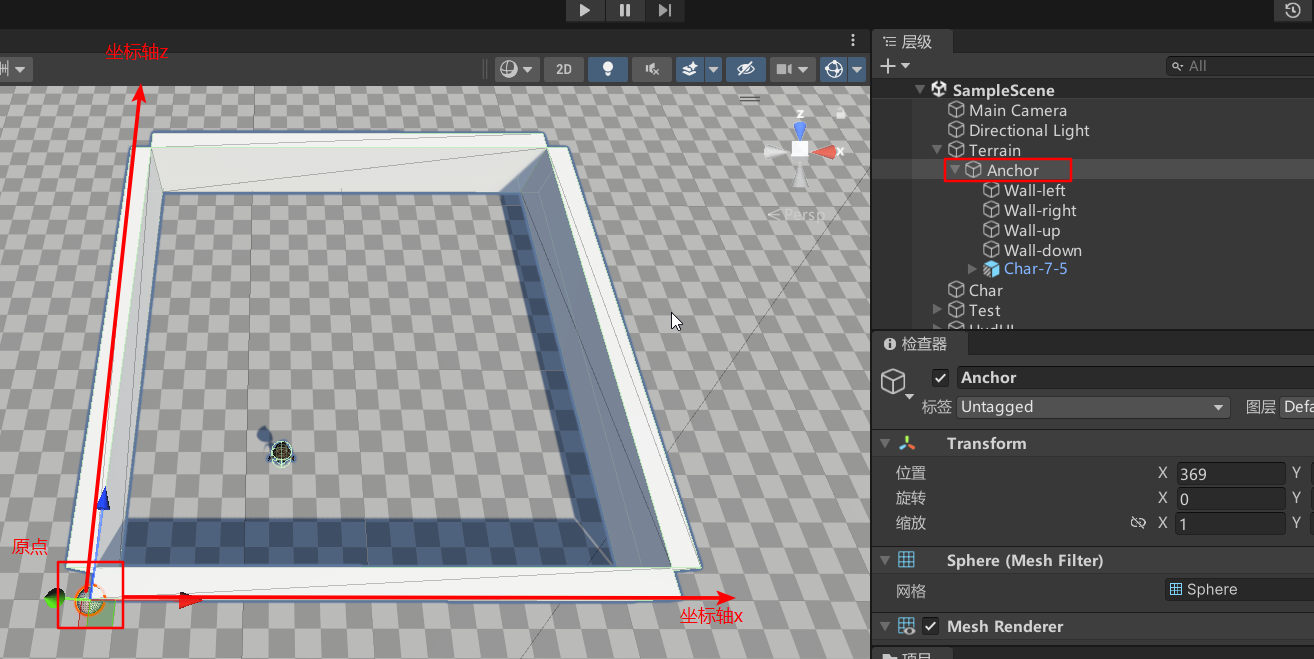 坐标轴z
2D
z
x
Persp
原点
坐标轴x
层级
All
SampleScene
Main Camera
Directional Light
Terrain
Anchor
Wall-left
Wall-right
Wall-up
Wall-down
Char-7-5
Char
Test
检查器
Anchor
标签 Untagged 图层 Defa
Transform
位置 X 369 Y
旋转 X 0 Y
缩放 X 1 Y
Sphere (Mesh Filter)
网格 Sphere
Mesh Renderer
项目